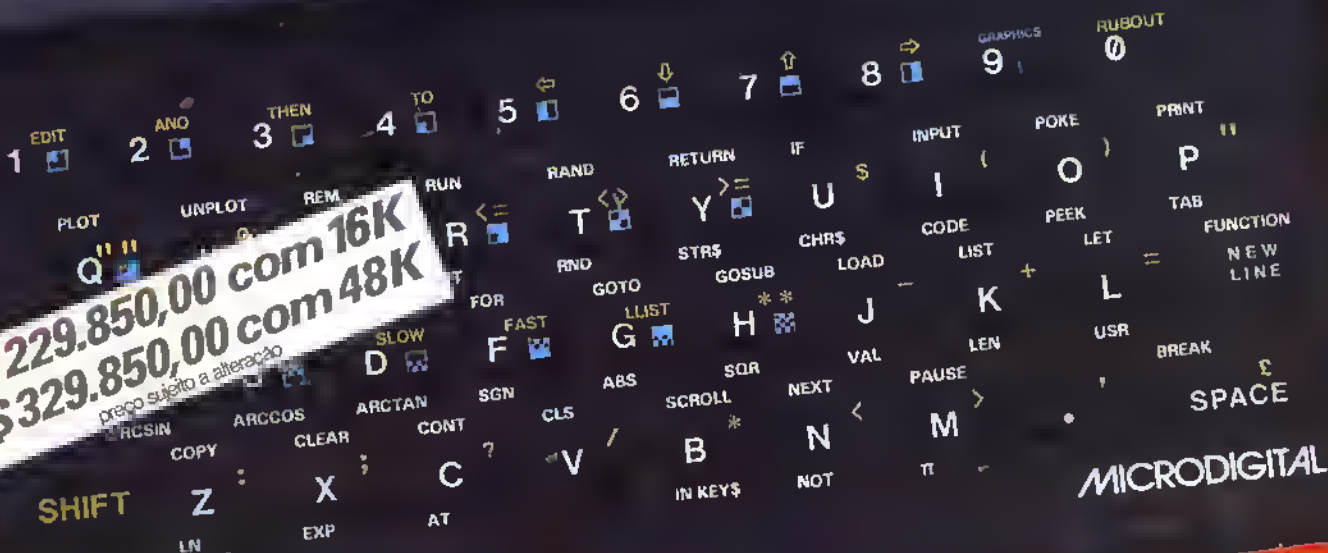 EDIT AND THEN TO GRAPHICS RUBOUT
1 2 3 4 5 6 7 8 9 0
PLOT UNPLOT REM RUN RAND RETURN IF INPUT POKE PRINT
Q "" R <= T <> Y >= U $ I ( O ) P "
RND STR$ CHR$ CODE PEEK TAB
FOR GOTO GOSUB LOAD LIST LET FUNCTION
SLOW FAST LLIST
D F G H ** J - K + L = NEW LINE
ARCCOS ARCTAN SGN ABS SQR VAL LEN USR
COPY CLEAR CONT CLS SCROLL NEXT PAUSE BREAK
SHIFT Z : X ; C ? V / B * N < M > . , SPACE £
LN EXP AT IN KEY$ NOT π
229.850,00 com 16K
$329.850,00 com 48K
preço sujeito a alteração
MICRODIGITAL